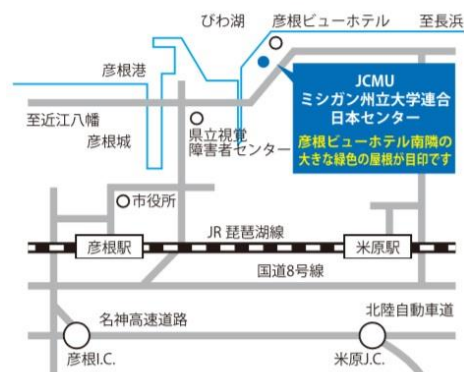 びわ湖
彦根ビューホテル
至長浜
彦根港
JCMU
ミシガン州立大学連合
日本センター
彦根ビューホテル南隣の
大きな緑色の屋根が目印です
至近江八幡
彦根城
県立視覚
障害者センター
市役所
JR 琵琶湖線
彦根駅
米原駅
国道8号線
北陸自動車道
名神高速道路
彦根I.C.
米原J.C.